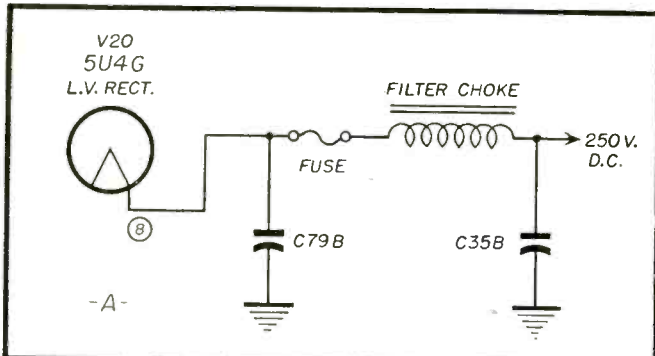 V20
5U4G
L.V. RECT.
FILTER CHOKE
250 V.
D.C.
FUSE
8
C79B
C35B
-A-